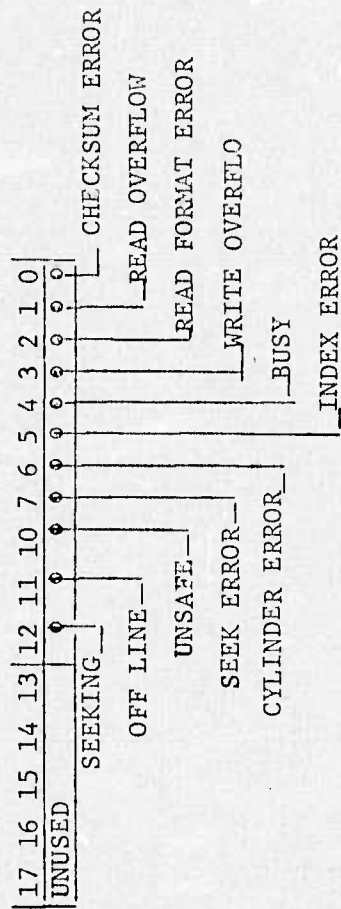 17 16 15 14 13 12 11 10 7 6 5 4 3 2 1 0
UNUSED
SEEKING
CHECKSUM ERROR
OFF LINE
READ OVERFLOW
UNSAFE
READ FORMAT ERROR
SEEK ERROR
WRITE OVERFLO
CYLINDER ERROR
BUSY
INDEX ERROR